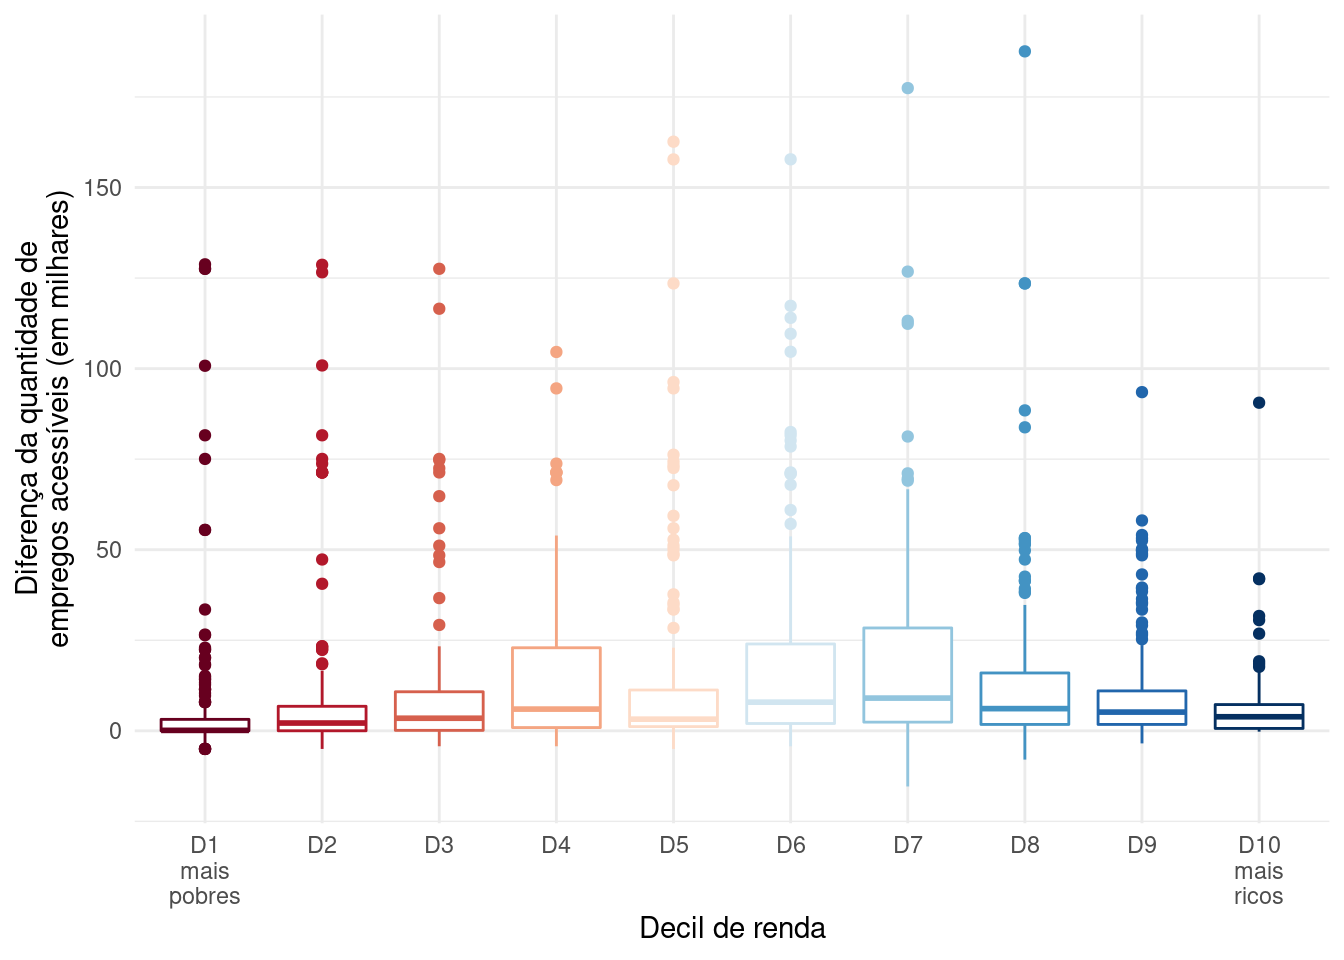 Diferença da quantidade de
empregos acessíveis (em milhares)
150
100
50
0
D1
mais
pobres
D2
D3
D4
D5
D6
D7
D8
D9
D10
mais
ricos
Decil de renda